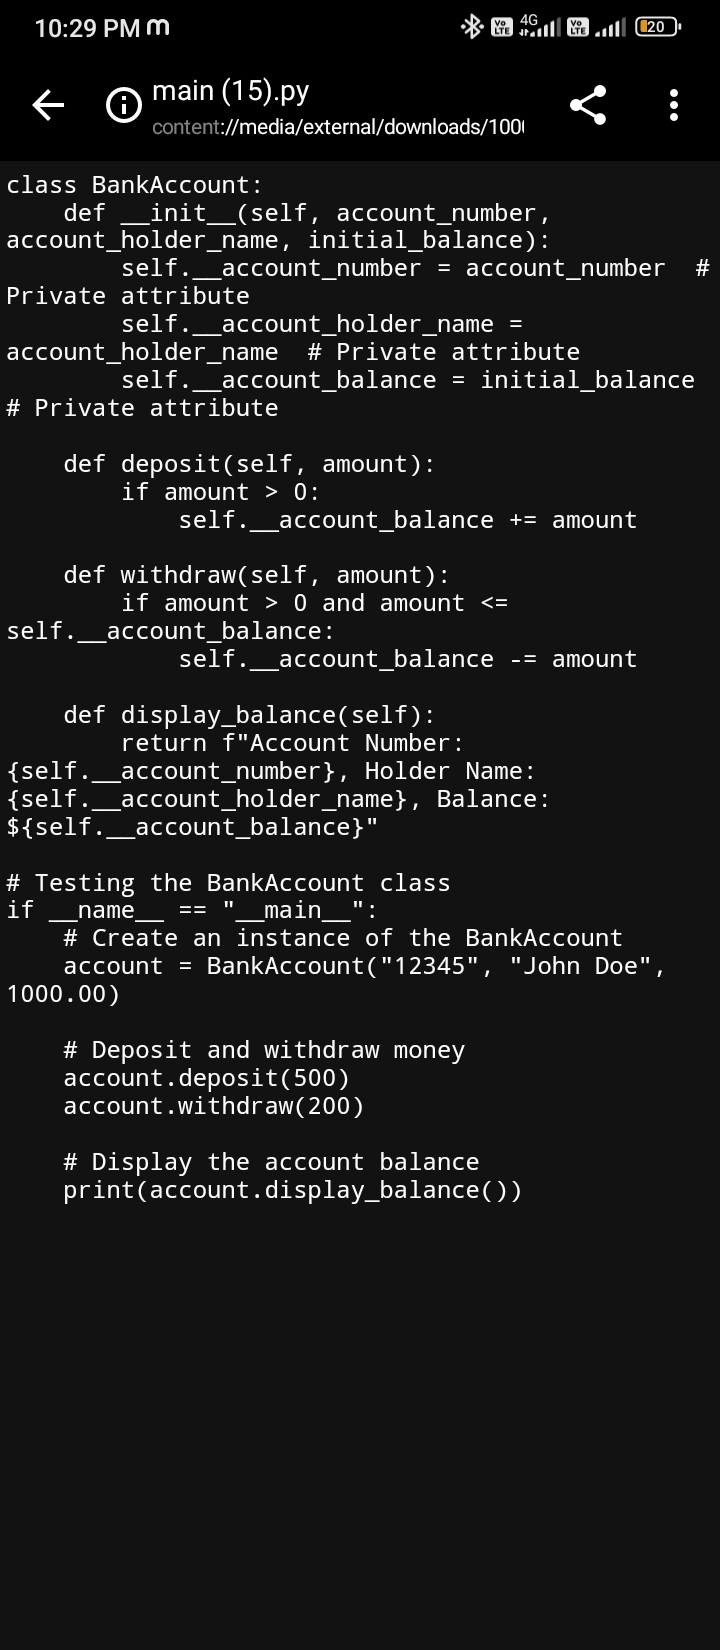 10:29 PM m
Vo LTE 4G Vo LTE 20
main (15).py
content://media/external/downloads/100
class BankAccount:
    def __init__(self, account_number,
account_holder_name, initial_balance):
        self.__account_number = account_number  #
Private attribute
        self.__account_holder_name =
account_holder_name  # Private attribute
        self.__account_balance = initial_balance
# Private attribute

    def deposit(self, amount):
        if amount > 0:
            self.__account_balance += amount

    def withdraw(self, amount):
        if amount > 0 and amount <=
self.__account_balance:
            self.__account_balance -= amount

    def display_balance(self):
        return f"Account Number:
{self.__account_number}, Holder Name:
{self.__account_holder_name}, Balance:
${self.__account_balance}"

# Testing the BankAccount class
if __name__ == "__main__":
    # Create an instance of the BankAccount
    account = BankAccount("12345", "John Doe",
1000.00)

    # Deposit and withdraw money
    account.deposit(500)
    account.withdraw(200)

    # Display the account balance
    print(account.display_balance())